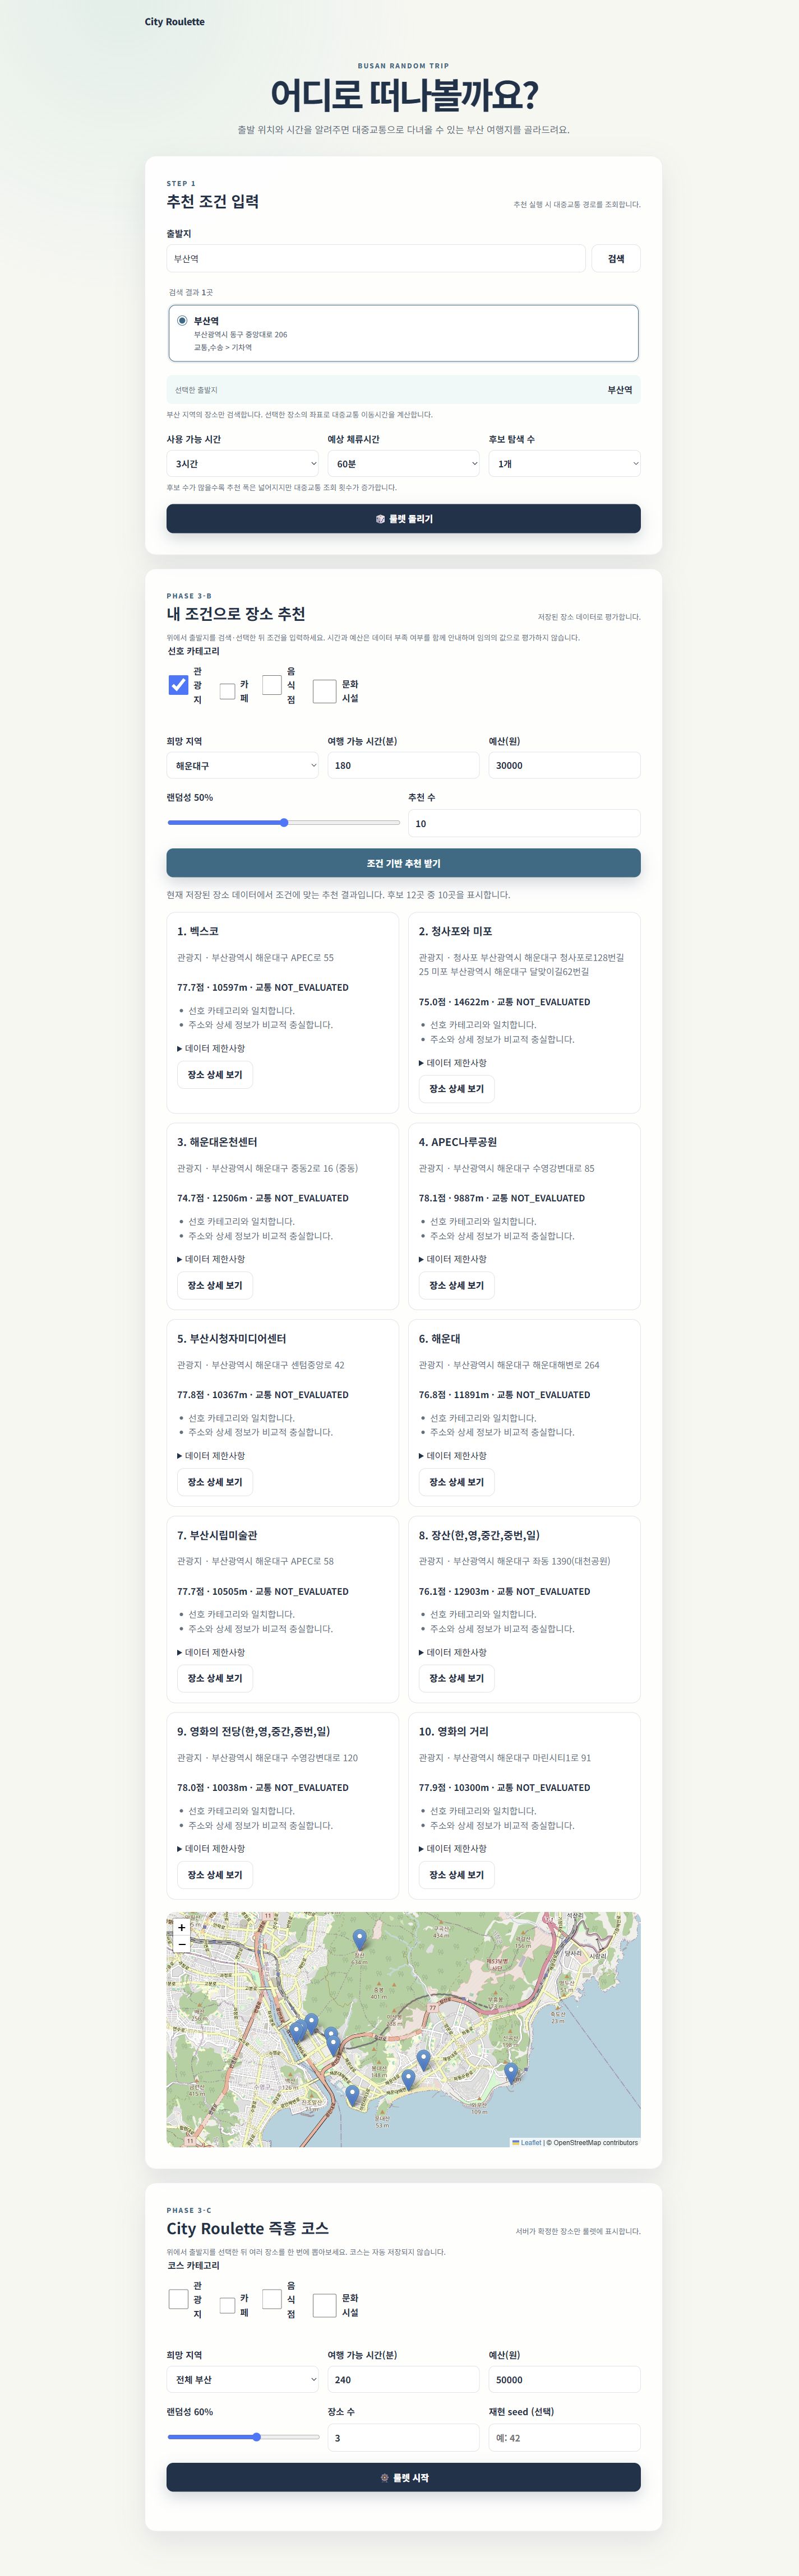 City Roulette
BUSAN RANDOM TRIP
어디로 떠나볼까요?
출발 위치와 시간을 알려주면 대중교통으로 다녀올 수 있는 부산 여행지를 골라드려요.
STEP 1
추천 조건 입력
추천 실행 시 대중교통 경로를 조회합니다.
출발지
부산역
검색
검색 결과 1곳
부산역
부산광역시 동구 중앙대로 206
교통,수송 > 기차역
선택한 출발지
부산역
부산 지역의 장소만 검색합니다. 선택한 장소의 좌표로 대중교통 이동시간을 계산합니다.
사용 가능 시간
예상 체류시간
후보 탐색 수
3시간
60분
1개
후보 수가 많을수록 추천 폭은 넓어지지만 대중교통 조회 횟수가 증가합니다.
룰렛 돌리기
PHASE 3-B
내 조건으로 장소 추천
저장된 장소 데이터로 평가합니다.
위에서 출발지를 검색·선택한 뒤 조건을 입력하세요. 시간과 예산은 데이터 부족 여부를 함께 안내하며 임의의 값으로 평가하지 않습니다.
선호 카테고리
관
광
지
카
페
음
식
점
문화
시설
희망 지역
여행 가능 시간(분)
예산(원)
해운대구
180
30000
랜덤성 50%
추천 수
10
조건 기반 추천 받기
현재 저장된 장소 데이터에서 조건에 맞는 추천 결과입니다. 후보 12곳 중 10곳을 표시합니다.
1. 벡스코
관광지 · 부산광역시 해운대구 APEC로 55
77.7점 · 10597m · 교통 NOT_EVALUATED
선호 카테고리와 일치합니다.
주소와 상세 정보가 비교적 충실합니다.
데이터 제한사항
장소 상세 보기
2. 청사포와 미포
관광지 · 청사포 부산광역시 해운대구 청사포로128번길
25 미포 부산광역시 해운대구 달맞이길62번길
75.0점 · 14622m · 교통 NOT_EVALUATED
선호 카테고리와 일치합니다.
주소와 상세 정보가 비교적 충실합니다.
데이터 제한사항
장소 상세 보기
3. 해운대온천센터
관광지 · 부산광역시 해운대구 중동2로 16 (중동)
74.7점 · 12506m · 교통 NOT_EVALUATED
선호 카테고리와 일치합니다.
주소와 상세 정보가 비교적 충실합니다.
데이터 제한사항
장소 상세 보기
4. APEC나루공원
관광지 · 부산광역시 해운대구 수영강변대로 85
78.1점 · 9887m · 교통 NOT_EVALUATED
선호 카테고리와 일치합니다.
주소와 상세 정보가 비교적 충실합니다.
데이터 제한사항
장소 상세 보기
5. 부산시청자미디어센터
관광지 · 부산광역시 해운대구 센텀중앙로 42
77.8점 · 10367m · 교통 NOT_EVALUATED
선호 카테고리와 일치합니다.
주소와 상세 정보가 비교적 충실합니다.
데이터 제한사항
장소 상세 보기
6. 해운대
관광지 · 부산광역시 해운대구 해운대해변로 264
76.8점 · 11891m · 교통 NOT_EVALUATED
선호 카테고리와 일치합니다.
주소와 상세 정보가 비교적 충실합니다.
데이터 제한사항
장소 상세 보기
7. 부산시립미술관
관광지 · 부산광역시 해운대구 APEC로 58
77.7점 · 10505m · 교통 NOT_EVALUATED
선호 카테고리와 일치합니다.
주소와 상세 정보가 비교적 충실합니다.
데이터 제한사항
장소 상세 보기
8. 장산(한,영,중간,중번,일)
관광지 · 부산광역시 해운대구 좌동 1390(대천공원)
76.1점 · 12903m · 교통 NOT_EVALUATED
선호 카테고리와 일치합니다.
주소와 상세 정보가 비교적 충실합니다.
데이터 제한사항
장소 상세 보기
9. 영화의 전당(한,영,중간,중번,일)
관광지 · 부산광역시 해운대구 수영강변대로 120
78.0점 · 10038m · 교통 NOT_EVALUATED
선호 카테고리와 일치합니다.
주소와 상세 정보가 비교적 충실합니다.
데이터 제한사항
장소 상세 보기
10. 영화의 거리
관광지 · 부산광역시 해운대구 마린시티1로 91
77.9점 · 10300m · 교통 NOT_EVALUATED
선호 카테고리와 일치합니다.
주소와 상세 정보가 비교적 충실합니다.
데이터 제한사항
장소 상세 보기
+
−
11
434 m
장산
634 m
401 m
77
수영구
148 m
53 m
109 m
23 m
11
Leaflet | © OpenStreetMap contributors
PHASE 3-C
City Roulette 즉흥 코스
서버가 확정한 장소만 룰렛에 표시합니다.
위에서 출발지를 선택한 뒤 여러 장소를 한 번에 뽑아보세요. 코스는 자동 저장되지 않습니다.
코스 카테고리
관
광
지
카
페
음
식
점
문화
시설
희망 지역
여행 가능 시간(분)
예산(원)
전체 부산
240
50000
랜덤성 60%
장소 수
재현 seed (선택)
3
예: 42
룰렛 시작